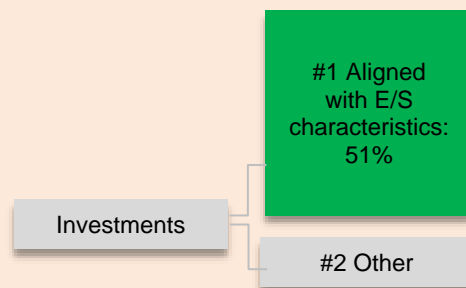 #1 Aligned
with E/S
characteristics:
51%
Investments
#2 Other